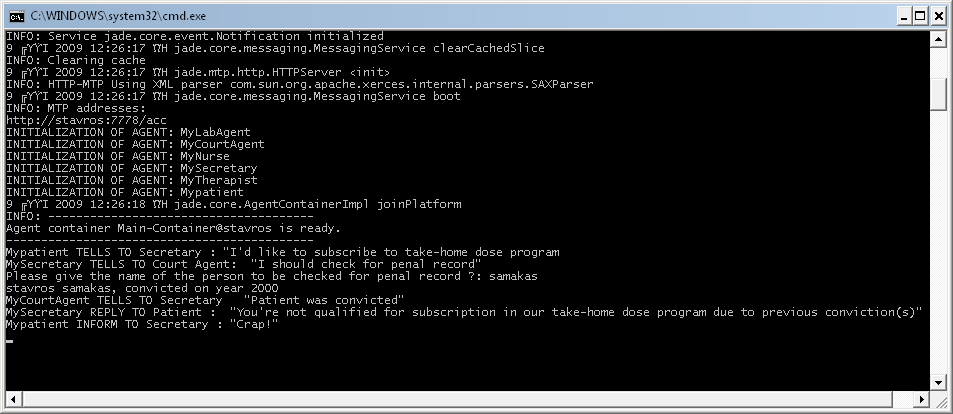 C:\WINDOWS\system32\cmd.exe
INFO: Service jade.core.event.Notification initialized
9 2009 12:26:17 jade.core.messaging.MessagingService clearCachedSlice
INFO: Clearing cache
9 2009 12:26:17 jade.mtp.http.HTTPServer <init>
INFO: HTTP-MTP Using XML parser com.sun.org.apache.xerces.internal.parsers.SAXParser
9 2009 12:26:17 jade.core.messaging.MessagingService boot
INFO: MTP addresses:
http://stavros:7778/acc
INITIALIZATION OF AGENT: MyLabAgent
INITIALIZATION OF AGENT: MyCourtAgent
INITIALIZATION OF AGENT: MyNurse
INITIALIZATION OF AGENT: MySecretary
INITIALIZATION OF AGENT: MyTherapist
INITIALIZATION OF AGENT: Mypatient
9 2009 12:26:18 jade.core.AgentContainerImpl joinPlatform
INFO: --------------------------------------
Agent container Main-Container@stavros is ready.
--------------------------------------------
Mypatient TELLS TO Secretary : "I'd like to subscribe to take-home dose program
MySecretary TELLS TO Court Agent:  "I should check for penal record"
Please give the name of the person to be checked for penal record ?: samakas
stavros samakas, convicted on year 2000
MyCourtAgent TELLS TO Secretary   "Patient was convicted"
MySecretary REPLY TO Patient :  "You're not qualified for subscription in our take-home dose program due to previous conviction(s)"
Mypatient INFORM TO Secretary : "Crap!"